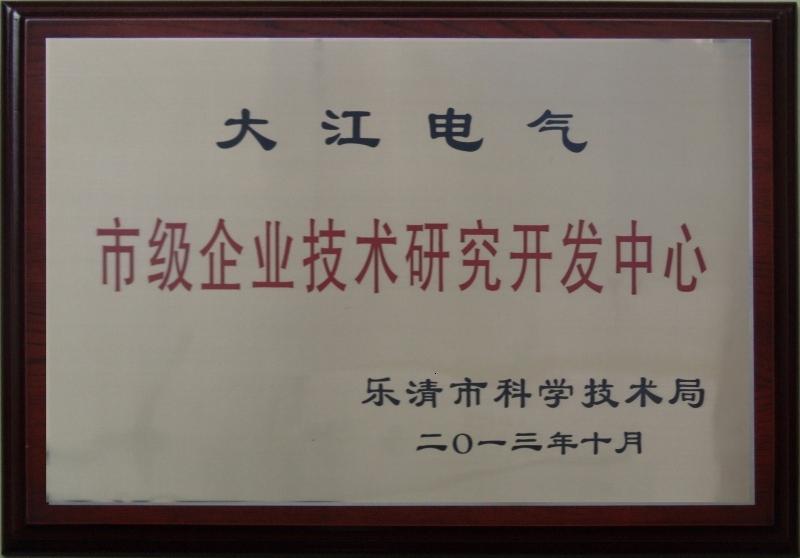 大江电气
市级企业技术研究开发中心
乐清市科学技术局
二〇一三年十月